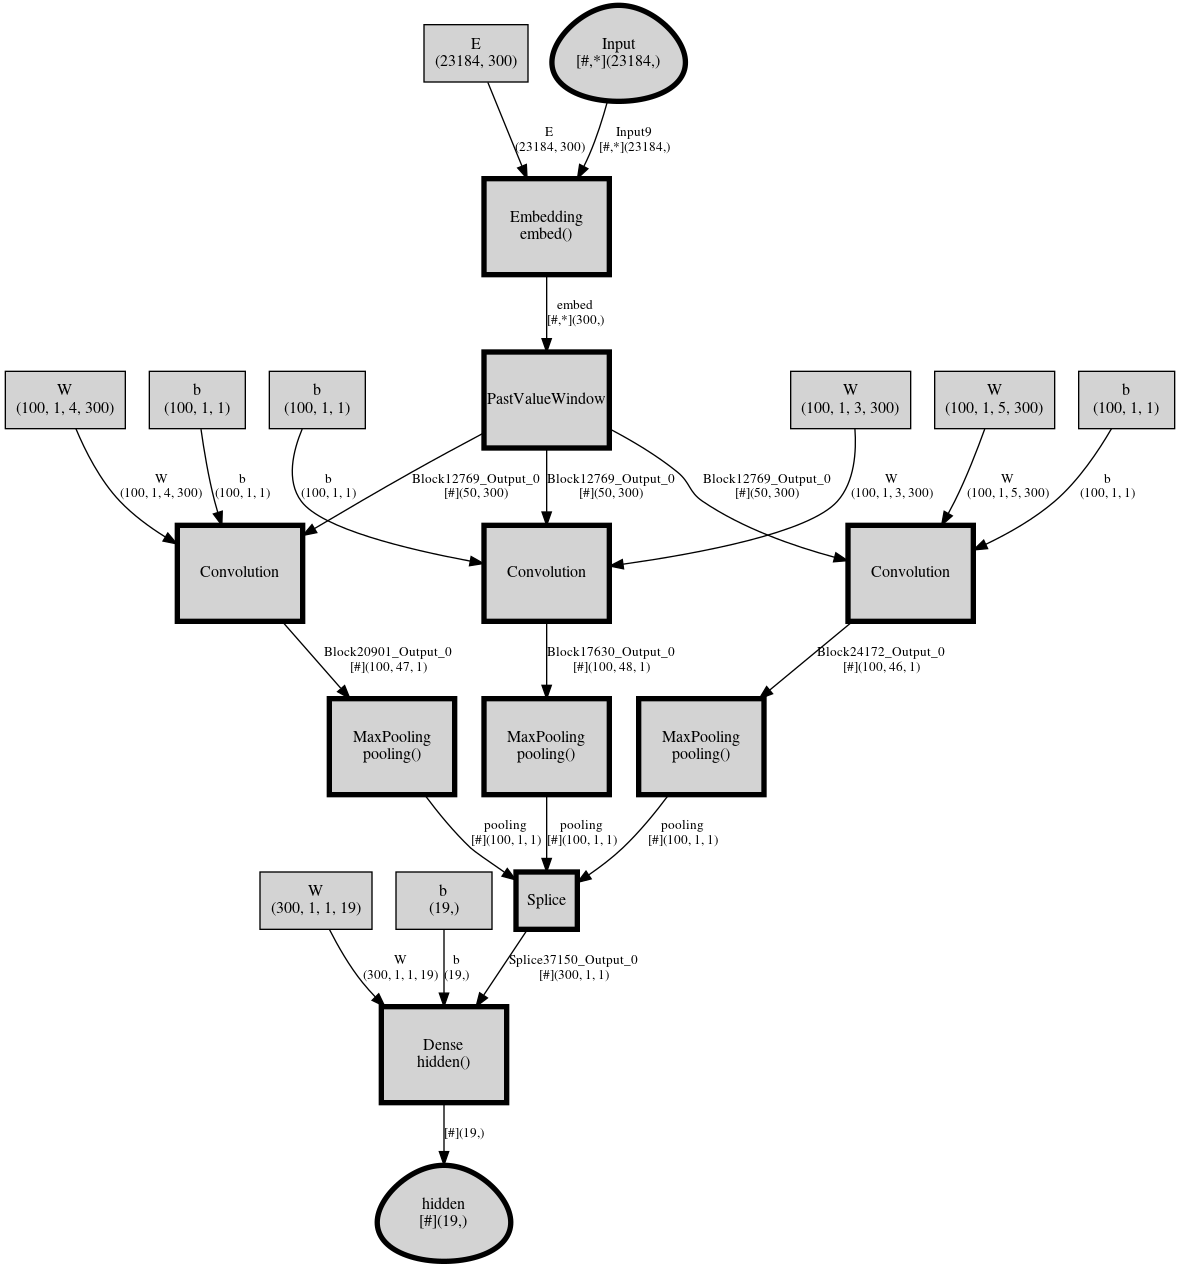 E
(23184, 300)
Input
[#,*](23184,)
E
(23184, 300)
Input9
[#,*](23184,)
Embedding
embed()
embed
[#,*](300,)
W
(100, 1, 4, 300)
b
(100, 1, 1)
b
(100, 1, 1)
PastValueWindow
W
(100, 1, 3, 300)
W
(100, 1, 5, 300)
b
(100, 1, 1)
W
(100, 1, 4, 300)
b
(100, 1, 1)
b
(100, 1, 1)
Block12769_Output_0
[#](50, 300)
Block12769_Output_0
[#](50, 300)
Block12769_Output_0
[#](50, 300)
W
(100, 1, 3, 300)
W
(100, 1, 5, 300)
b
(100, 1, 1)
Convolution
Convolution
Convolution
Block20901_Output_0
[#](100, 47, 1)
Block17630_Output_0
[#](100, 48, 1)
Block24172_Output_0
[#](100, 46, 1)
MaxPooling
pooling()
MaxPooling
pooling()
MaxPooling
pooling()
pooling
[#](100, 1, 1)
pooling
[#](100, 1, 1)
pooling
[#](100, 1, 1)
W
(300, 1, 1, 19)
b
(19,)
Splice
W
(300, 1, 1, 19)
b
(19,)
Splice37150_Output_0
[#](300, 1, 1)
Dense
hidden()
[#](19,)
hidden
[#](19,)